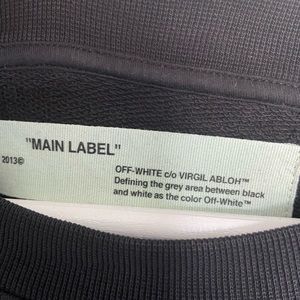 "MAIN LABEL"
2013©
OFF-WHITE c/o VIRGIL ABLOH™
Defining the grey area between black
and white as the color Off-White™